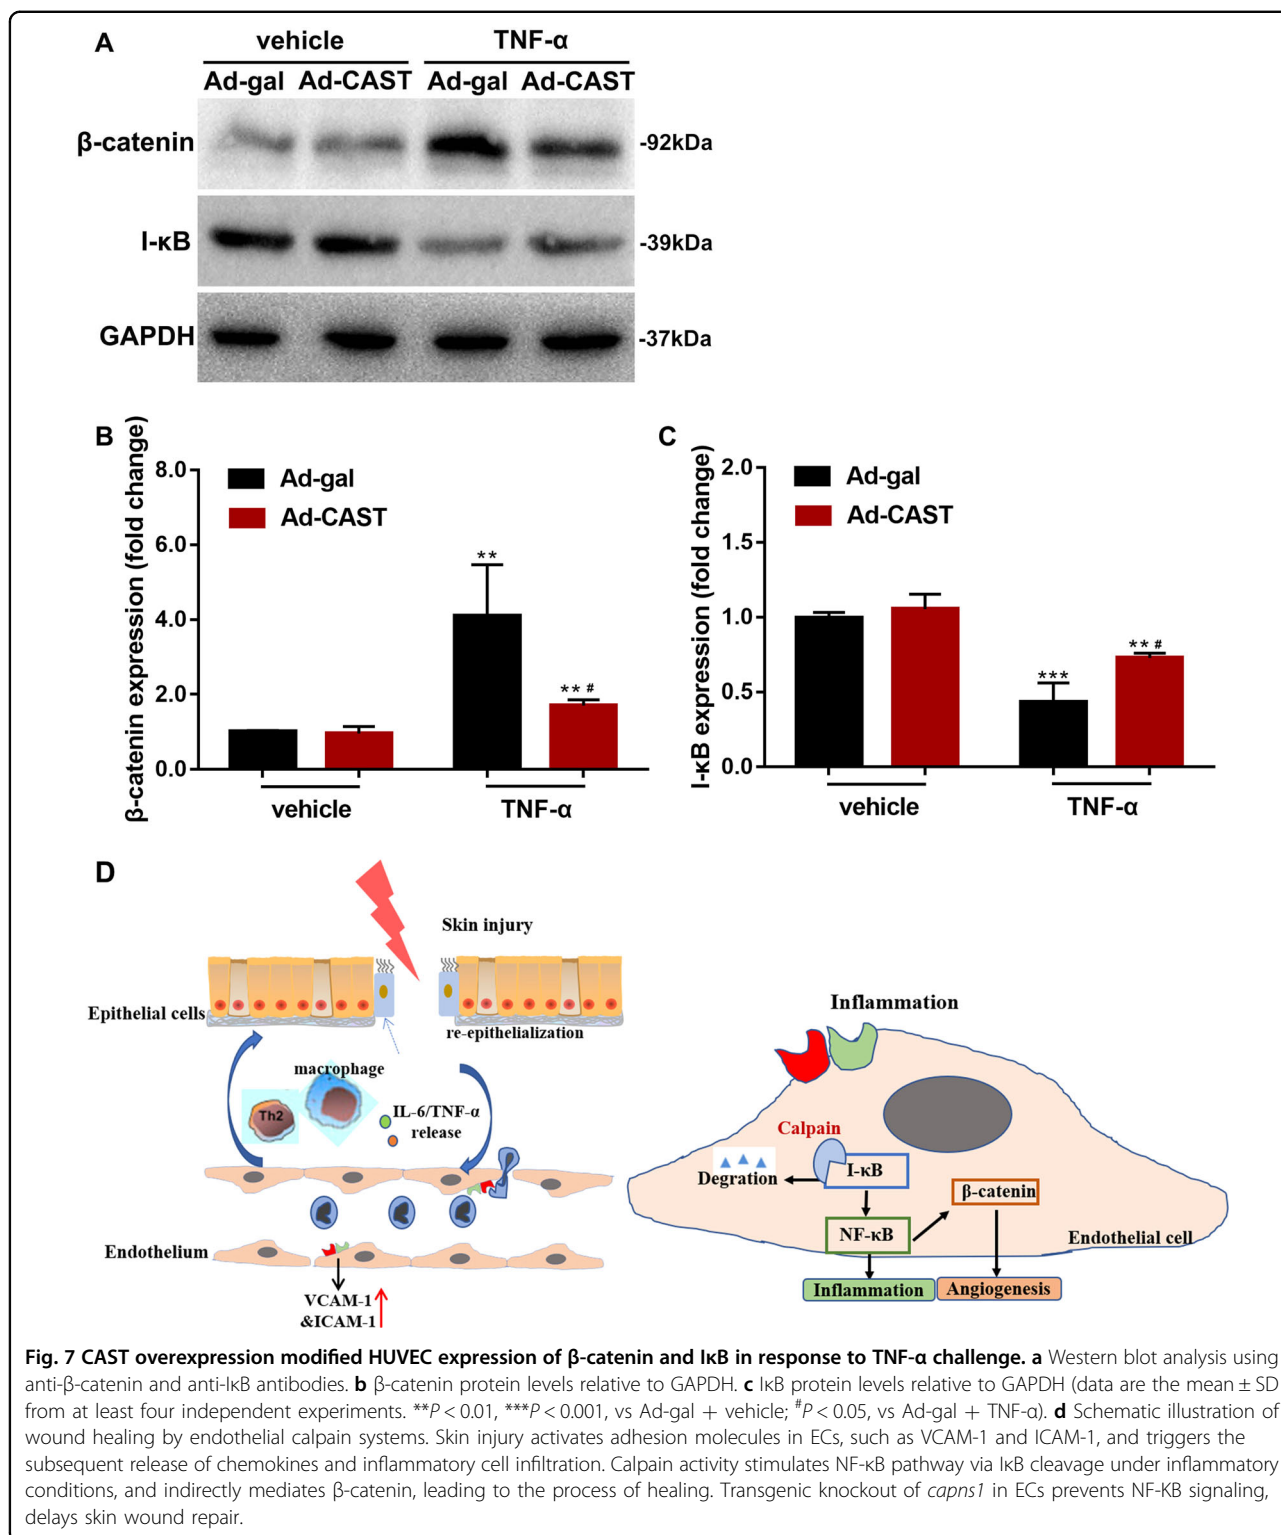 A
vehicle
TNF-α
Ad-gal Ad-CAST Ad-gal Ad-CAST
β-catenin
-92kDa
I-κB
-39kDa
GAPDH
-37kDa
B
β-catenin expression (fold change)
8.0
6.0
4.0
2.0
0.0
Ad-gal
Ad-CAST
**
** #
vehicle
TNF-α
C
I-κB expression (fold change)
2.0
1.5
1.0
0.5
0.0
Ad-gal
Ad-CAST
***
** #
vehicle
TNF-α
D
Skin injury
Epithelial cells
re-epithelialization
macrophage
Th2
IL-6/TNF-α
release
Endothelium
VCAM-1
&ICAM-1
Inflammation
Calpain
I-κB
Degration
β-catenin
NF-κB
Endothelial cell
Inflammation
Angiogenesis
Fig. 7 CAST overexpression modified HUVEC expression of β-catenin and IκB in response to TNF-α challenge. a Western blot analysis using
anti-β-catenin and anti-IκB antibodies. b β-catenin protein levels relative to GAPDH. c IκB protein levels relative to GAPDH (data are the mean ± SD
from at least four independent experiments. **P < 0.01, ***P < 0.001, vs Ad-gal + vehicle; #P < 0.05, vs Ad-gal + TNF-α). d Schematic illustration of
wound healing by endothelial calpain systems. Skin injury activates adhesion molecules in ECs, such as VCAM-1 and ICAM-1, and triggers the
subsequent release of chemokines and inflammatory cell infiltration. Calpain activity stimulates NF-κB pathway via IκB cleavage under inflammatory
conditions, and indirectly mediates β-catenin, leading to the process of healing. Transgenic knockout of capns1 in ECs prevents NF-KB signaling,
delays skin wound repair.